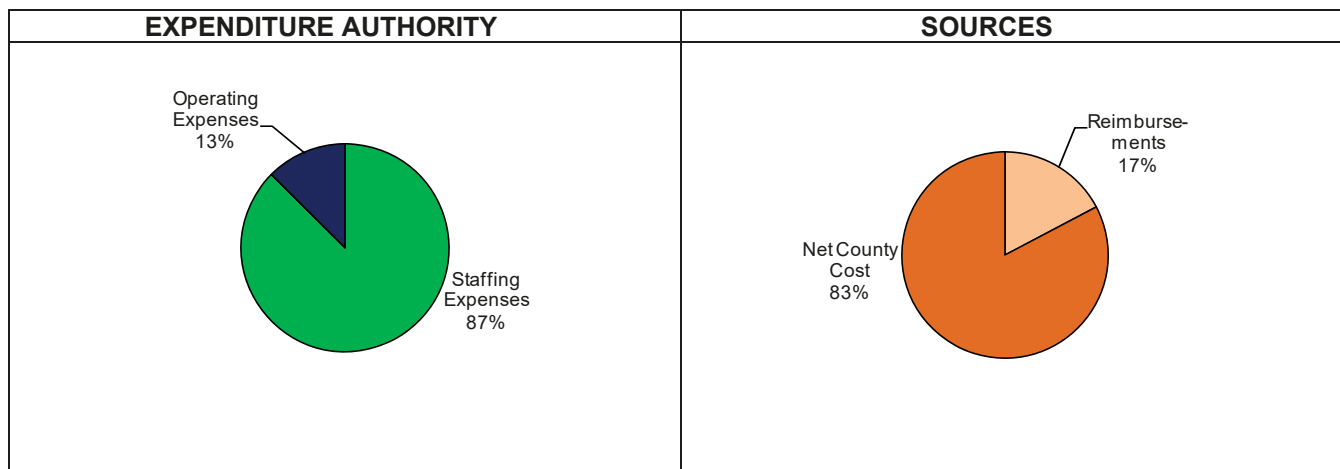 EXPENDITURE AUTHORITY
SOURCES
Operating
Expenses
13%
Staffing
Expenses
87%
Reimburse-
ments
17%
Net County
Cost
83%